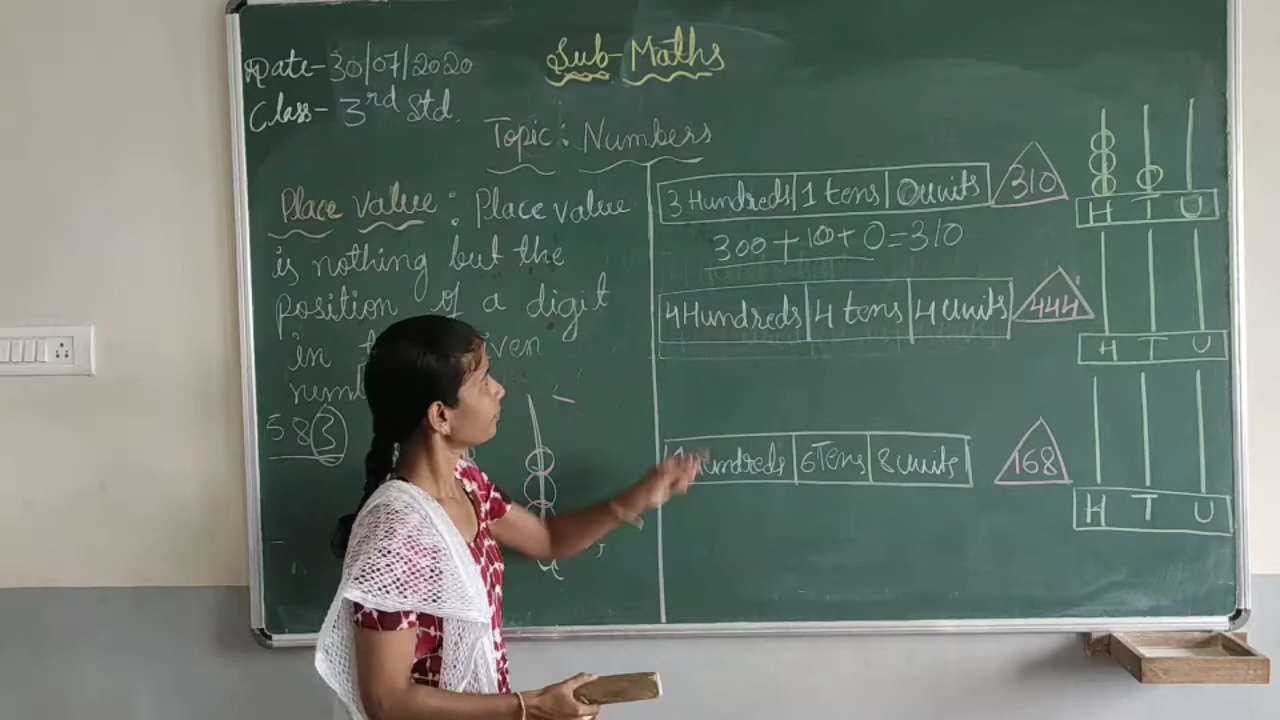 Date-30/07/2020
Class-3rd Std.
Sub-Maths
Topic: Numbers
Place value: Place value
is nothing but the
position of a digit
in
583
3 Hundreds 1 tens 0 units 310
300+10+0=310
4 Hundreds 4 tens 4 units 444
Hundreds 6 Tens 8 units 168
H T U
H T U
H T U